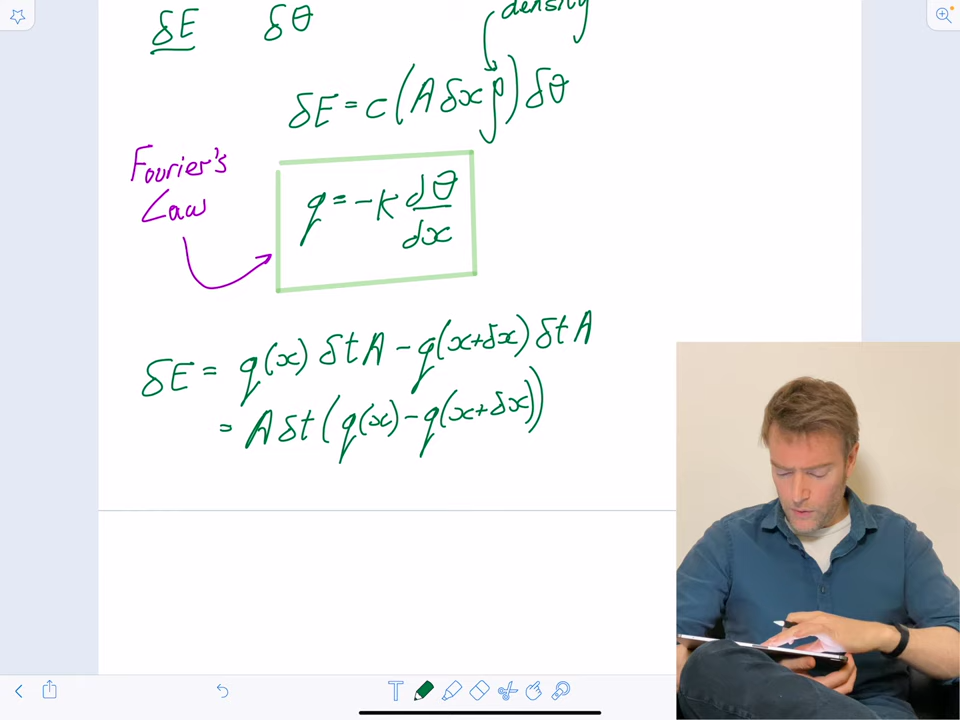 density
δE δθ
δE = c(Aδxρ)δθ
Fourier's
Law
q = -k dθ/dx
δE = q(x) δtA - q(x+δx) δtA
= Aδt(q(x) - q(x+δx))
T